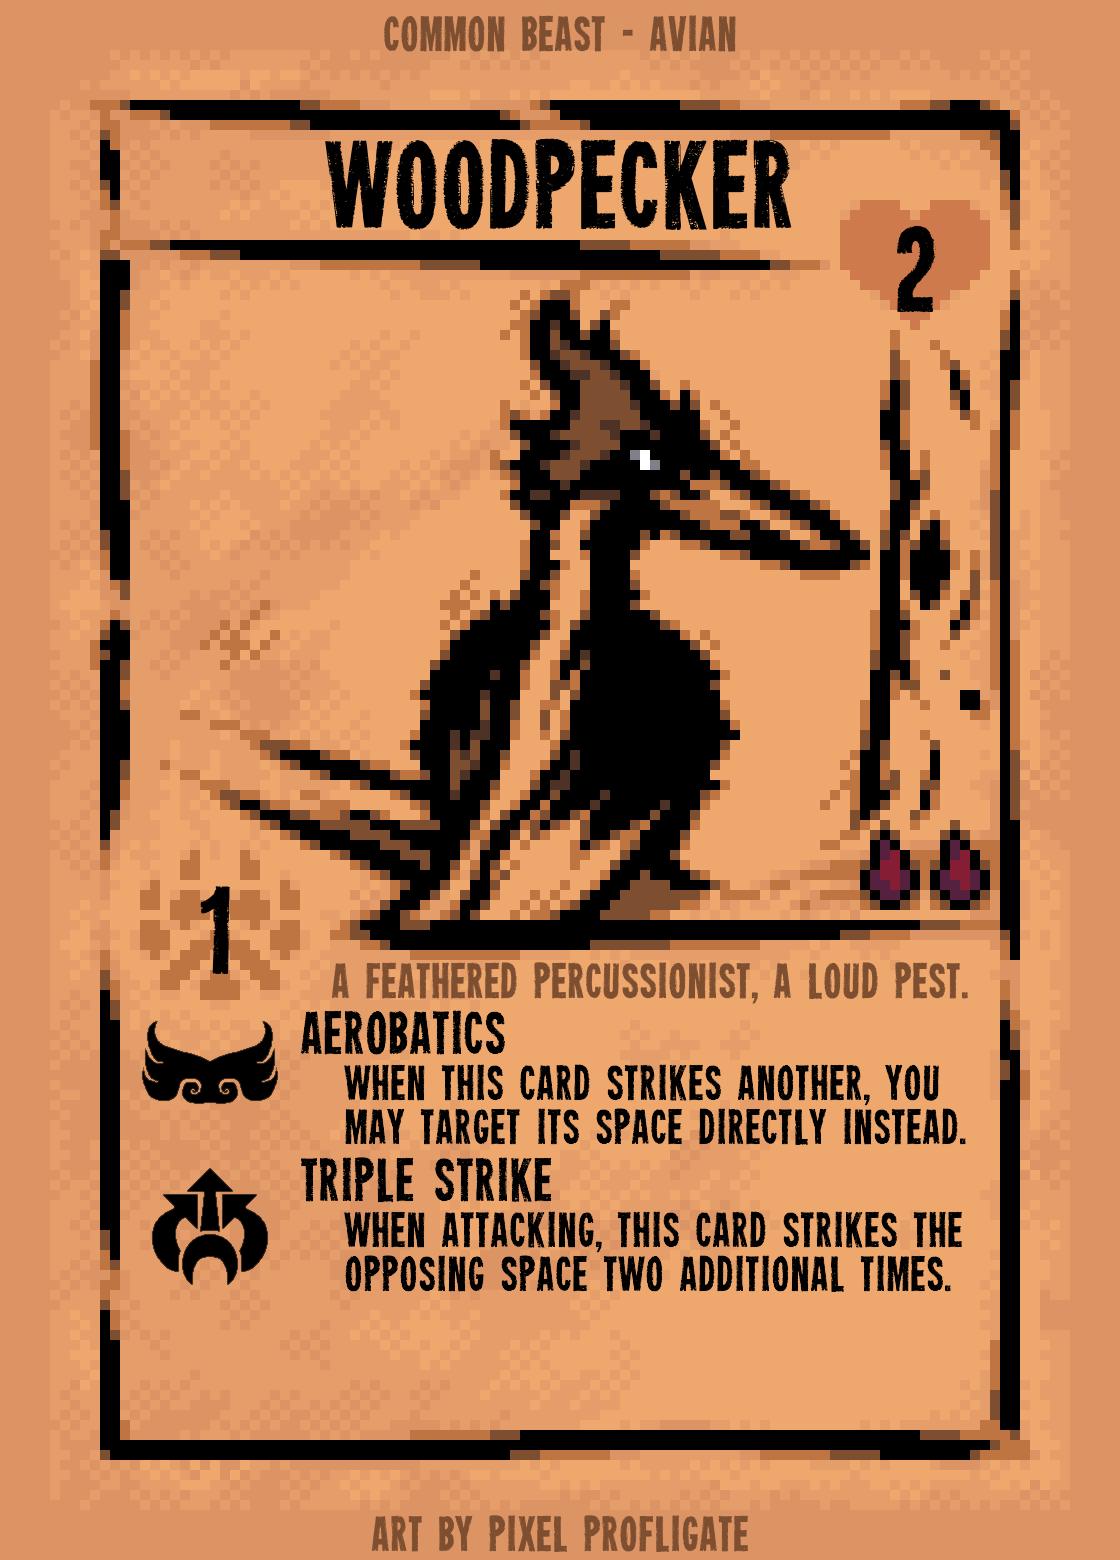 COMMON BEAST - AVIAN
WOODPECKER
2
1
A FEATHERED PERCUSSIONIST, A LOUD PEST.
AEROBATICS
WHEN THIS CARD STRIKES ANOTHER, YOU
MAY TARGET ITS SPACE DIRECTLY INSTEAD.
TRIPLE STRIKE
WHEN ATTACKING, THIS CARD STRIKES THE
OPPOSING SPACE TWO ADDITIONAL TIMES.
ART BY PIXEL PROFLIGATE